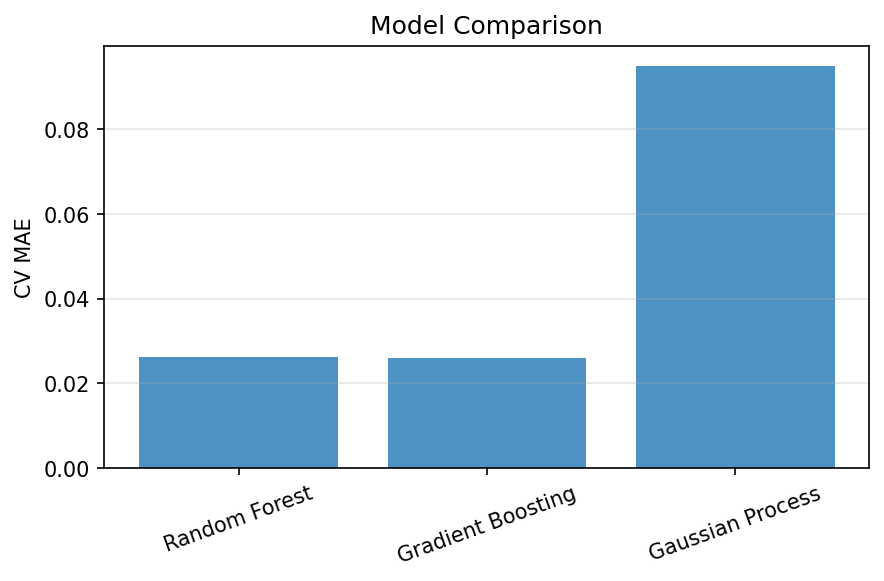 Model Comparison
CV MAE
0.08
0.06
0.04
0.02
0.00
Random Forest
Gradient Boosting
Gaussian Process